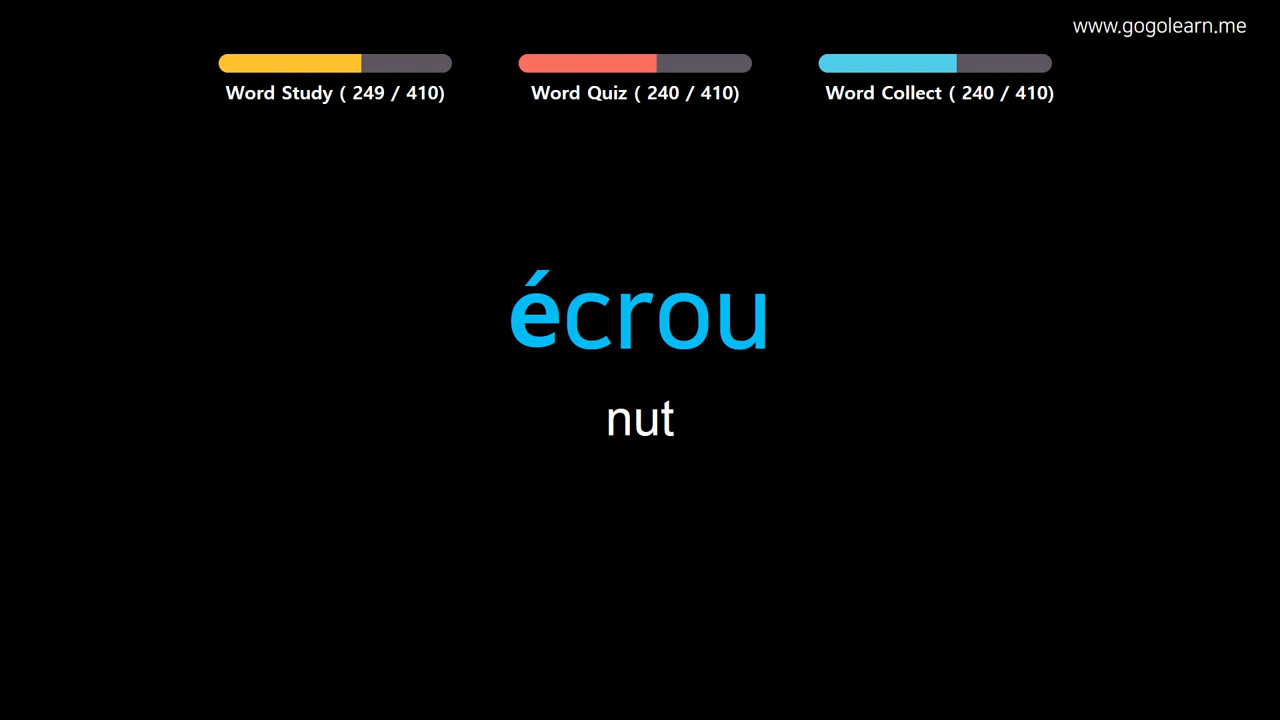 www.gogolearn.me
Word Study ( 249 / 410)
Word Quiz ( 240 / 410)
Word Collect ( 240 / 410)
écrou
nut